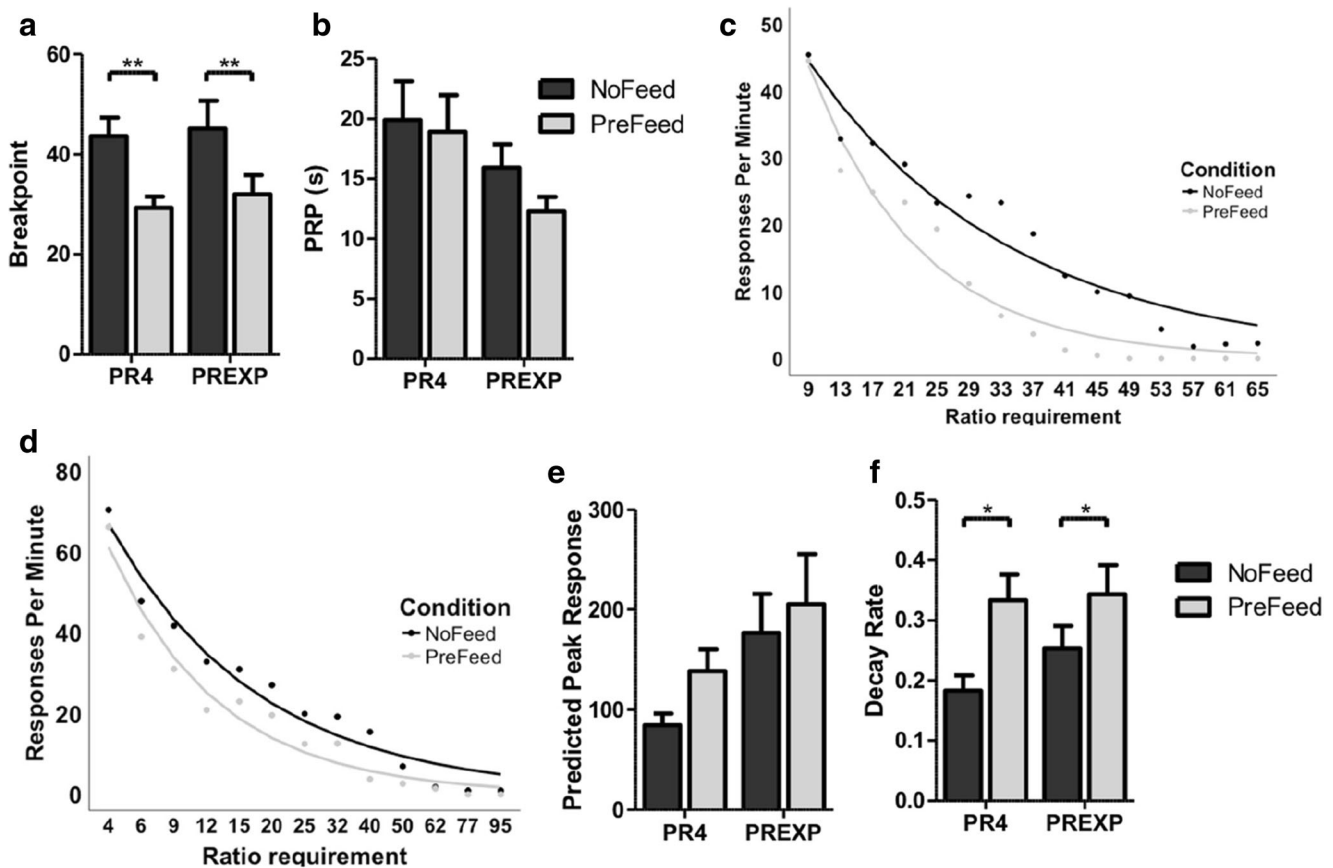 a
60
40
20
0
Breakpoint
**
**
PR4
PREXP
b
25
20
15
10
5
0
PRP (s)
PR4
PREXP
NoFeed
PreFeed
c
50
40
30
20
10
0
Responses Per Minute
Condition
NoFeed
PreFeed
9 13 17 21 25 29 33 37 41 45 49 53 57 61 65
Ratio requirement
d
80
60
40
20
0
Responses Per Minute
Condition
NoFeed
PreFeed
4 6 9 12 15 20 25 32 40 50 62 77 95
Ratio requirement
e
300
200
100
0
Predicted Peak Response
PR4
PREXP
f
0.5
0.4
0.3
0.2
0.1
0.0
Decay Rate
*
*
PR4
PREXP
NoFeed
PreFeed